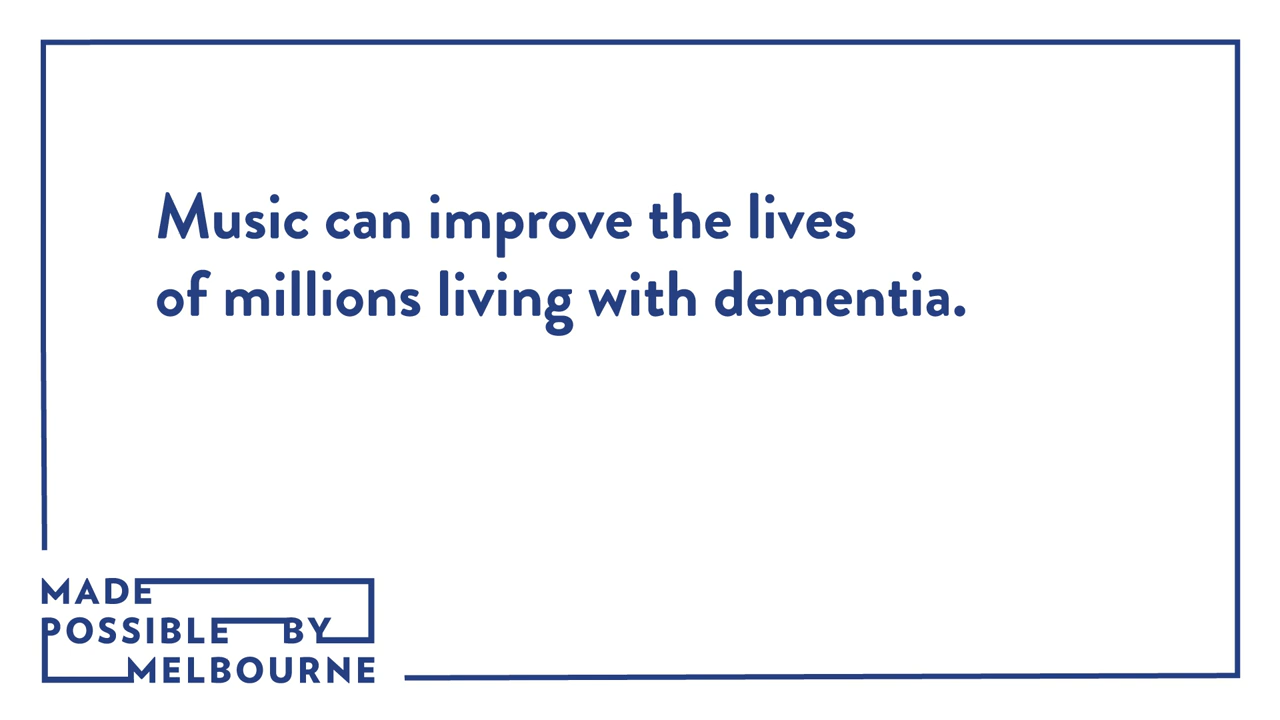 Music can improve the lives
of millions living with dementia.
MADE
POSSIBLE BY
MELBOURNE